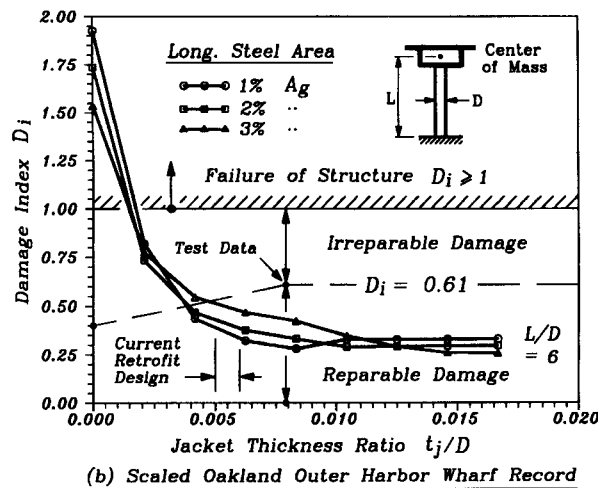 2.00
1.75
1.50
1.25
1.00
0.75
0.50
0.25
0.00
Damage Index Di
Long. Steel Area
1% Ag
2% ..
3% ..
Center
of Mass
L
D
Failure of Structure Di ⩾ 1
Test Data
Irreparable Damage
Di = 0.61
Current
Retrofit
Design
Reparable Damage
L/D
= 6
0.000
0.005
0.010
0.015
0.020
Jacket Thickness Ratio tj/D
(b) Scaled Oakland Outer Harbor Wharf Record